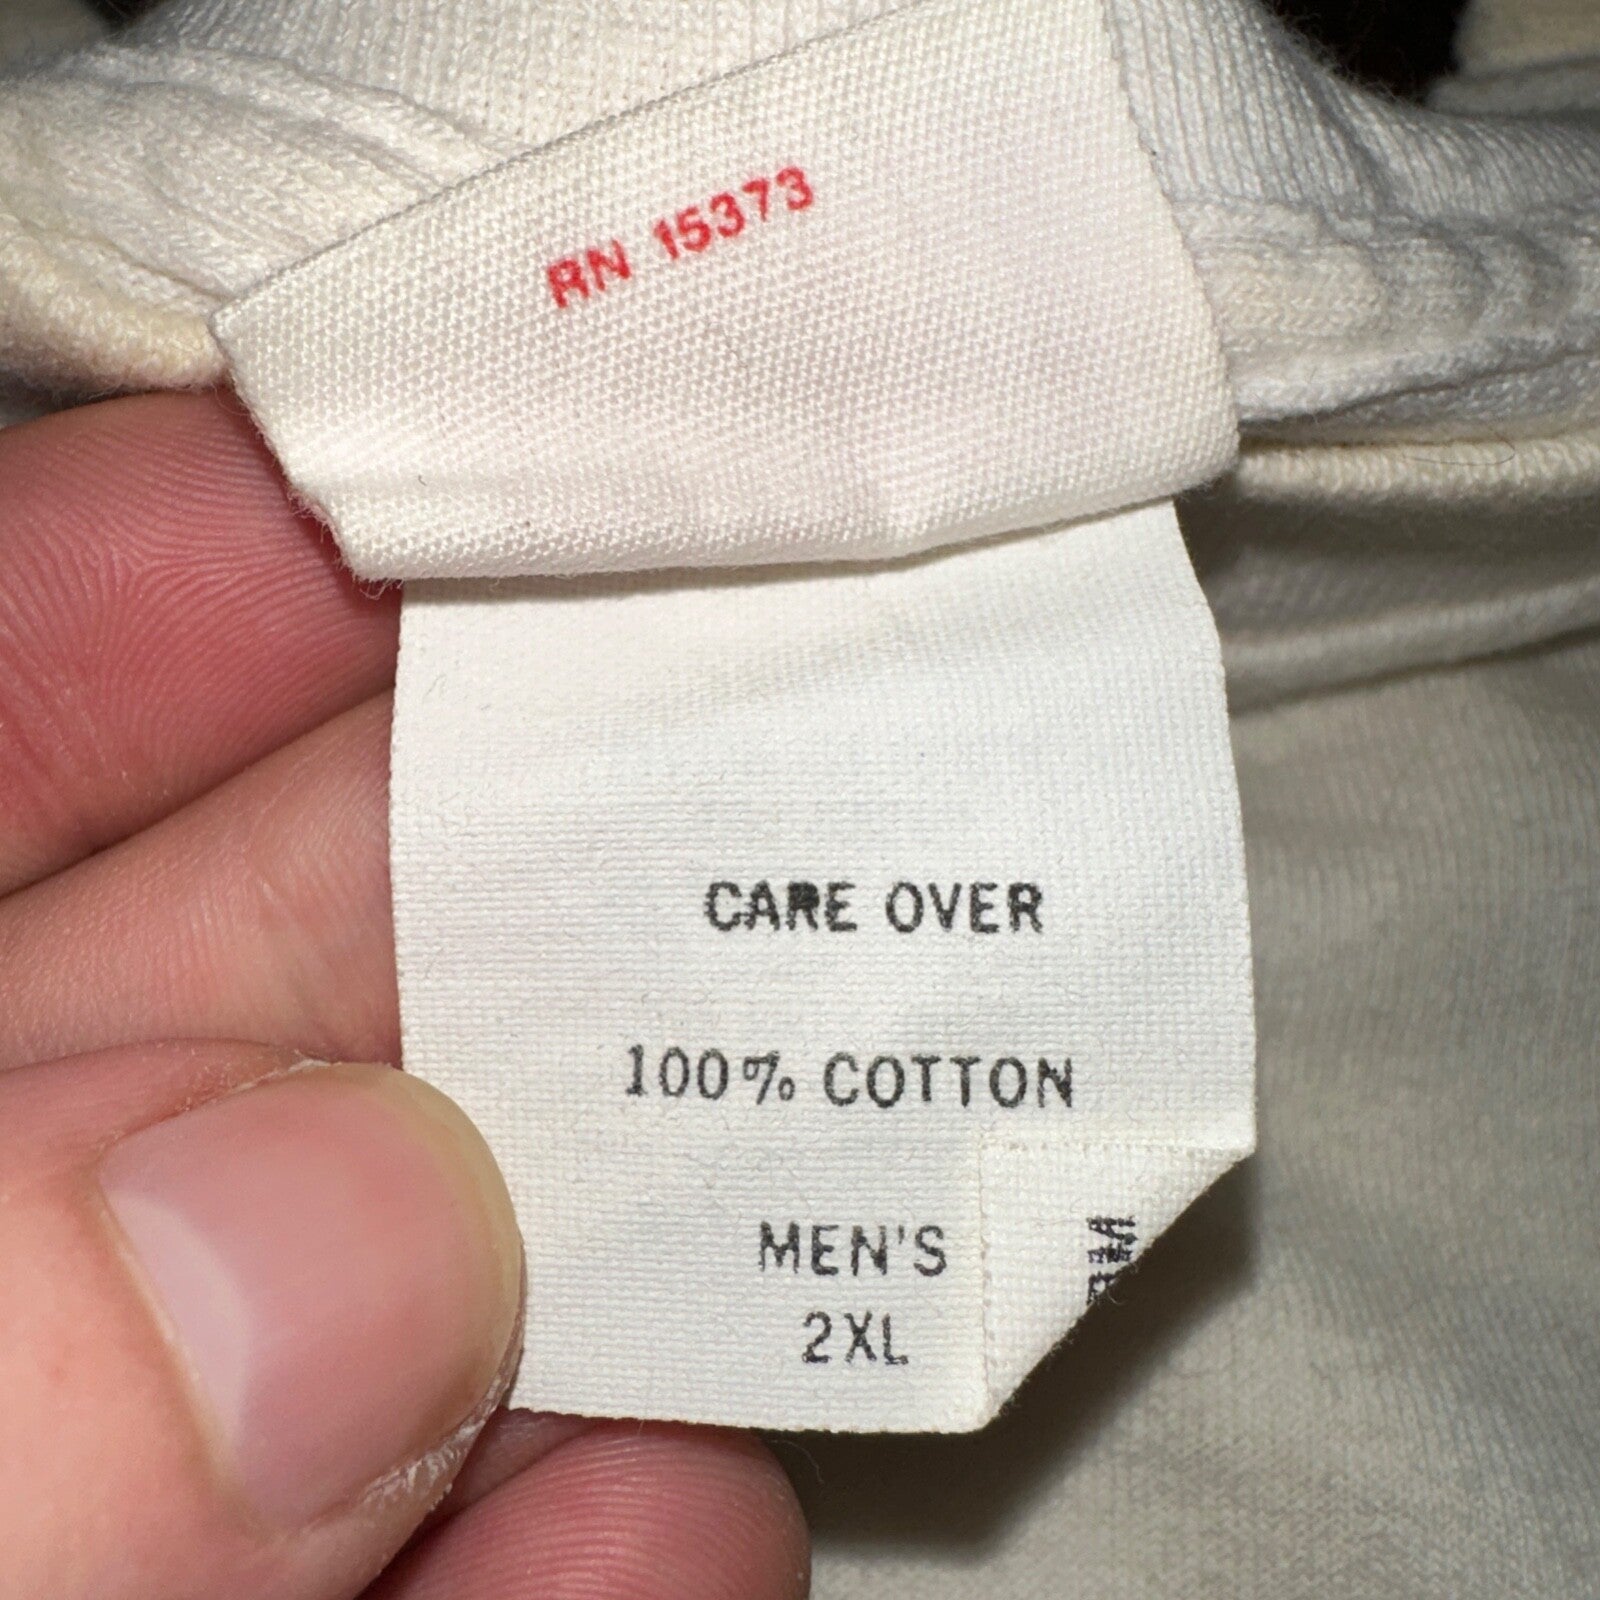 RN 15373
CARE OVER
100% COTTON
MEN'S
2XL